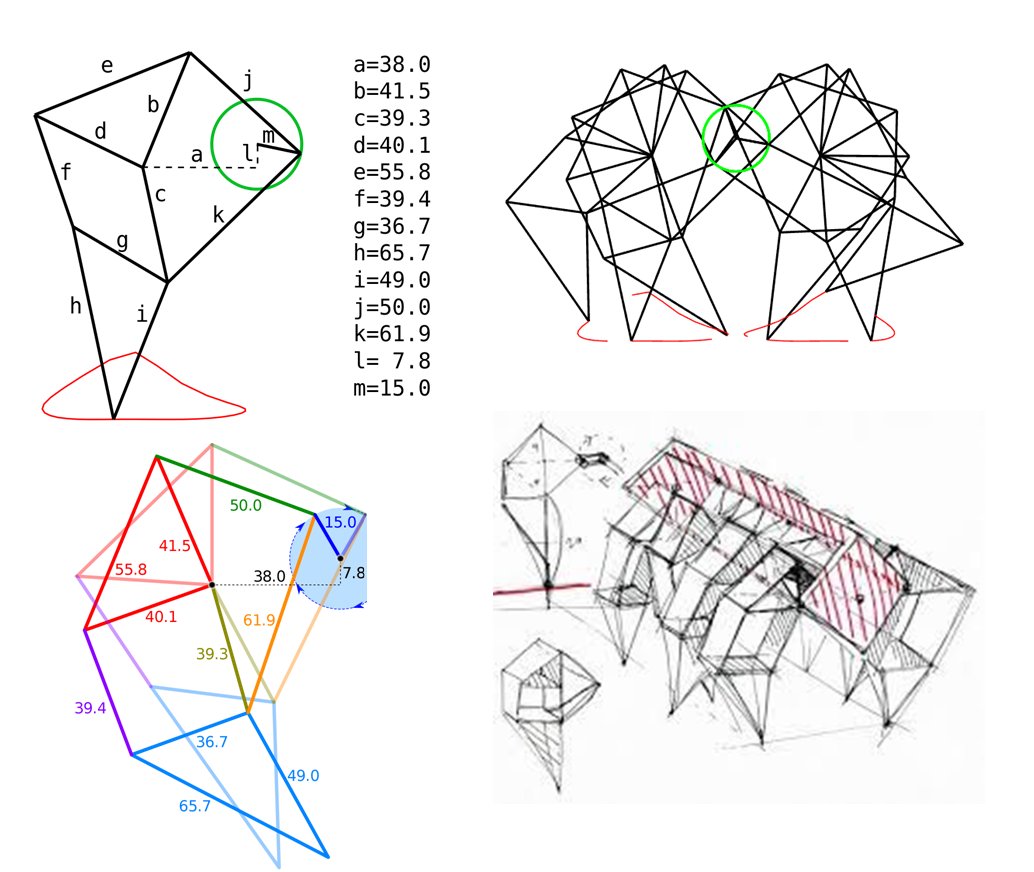 e
j
b
d
m
a
l
f
c
k
g
h
i
a=38.0
b=41.5
c=39.3
d=40.1
e=55.8
f=39.4
g=36.7
h=65.7
i=49.0
j=50.0
k=61.9
l= 7.8
m=15.0
50.0
15.0
41.5
55.8
38.0
7.8
40.1
61.9
39.3
39.4
36.7
49.0
65.7